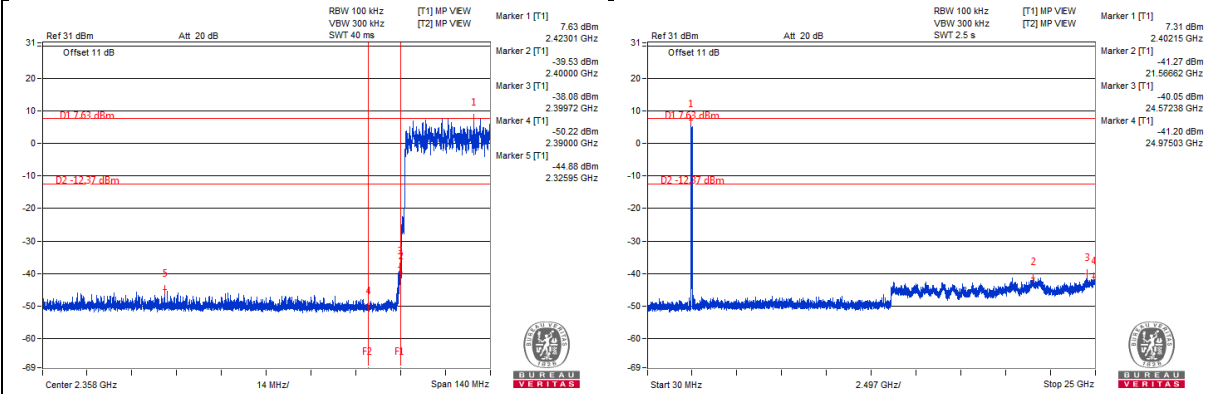 RBW 100 kHz [T1] MP VIEW
VBW 300 kHz [T2] MP VIEW
Ref 31 dBm Att 20 dB SWT 40 ms
Offset 11 dB
Marker 1 [T1]
7.63 dBm
2.42301 GHz
Marker 2 [T1]
-39.53 dBm
2.40000 GHz
Marker 3 [T1]
-38.08 dBm
2.39972 GHz
Marker 4 [T1]
-50.22 dBm
2.39000 GHz
Marker 5 [T1]
-44.88 dBm
2.32595 GHz
31
20
10
0
-10
-20
-30
-40
-50
-60
-69
D1 7.63 dBm
D2 -12.37 dBm
1
3
5
4
F2 F1
Center 2.358 GHz 14 MHz/ Span 140 MHz
BUREAU VERITAS
1828
BUREAU
VERITAS
RBW 100 kHz [T1] MP VIEW
VBW 300 kHz [T2] MP VIEW
Ref 31 dBm Att 20 dB SWT 2.5 s
Offset 11 dB
Marker 1 [T1]
7.31 dBm
2.40215 GHz
Marker 2 [T1]
-41.27 dBm
21.56662 GHz
Marker 3 [T1]
-40.05 dBm
24.57238 GHz
Marker 4 [T1]
-41.20 dBm
24.97503 GHz
31
20
10
0
-10
-20
-30
-40
-50
-60
-69
D1 7.63 dBm
D2 -12.37 dBm
1
2
3
4
Start 30 MHz 2.497 GHz/ Stop 25 GHz
BUREAU VERITAS
1828
BUREAU
VERITAS